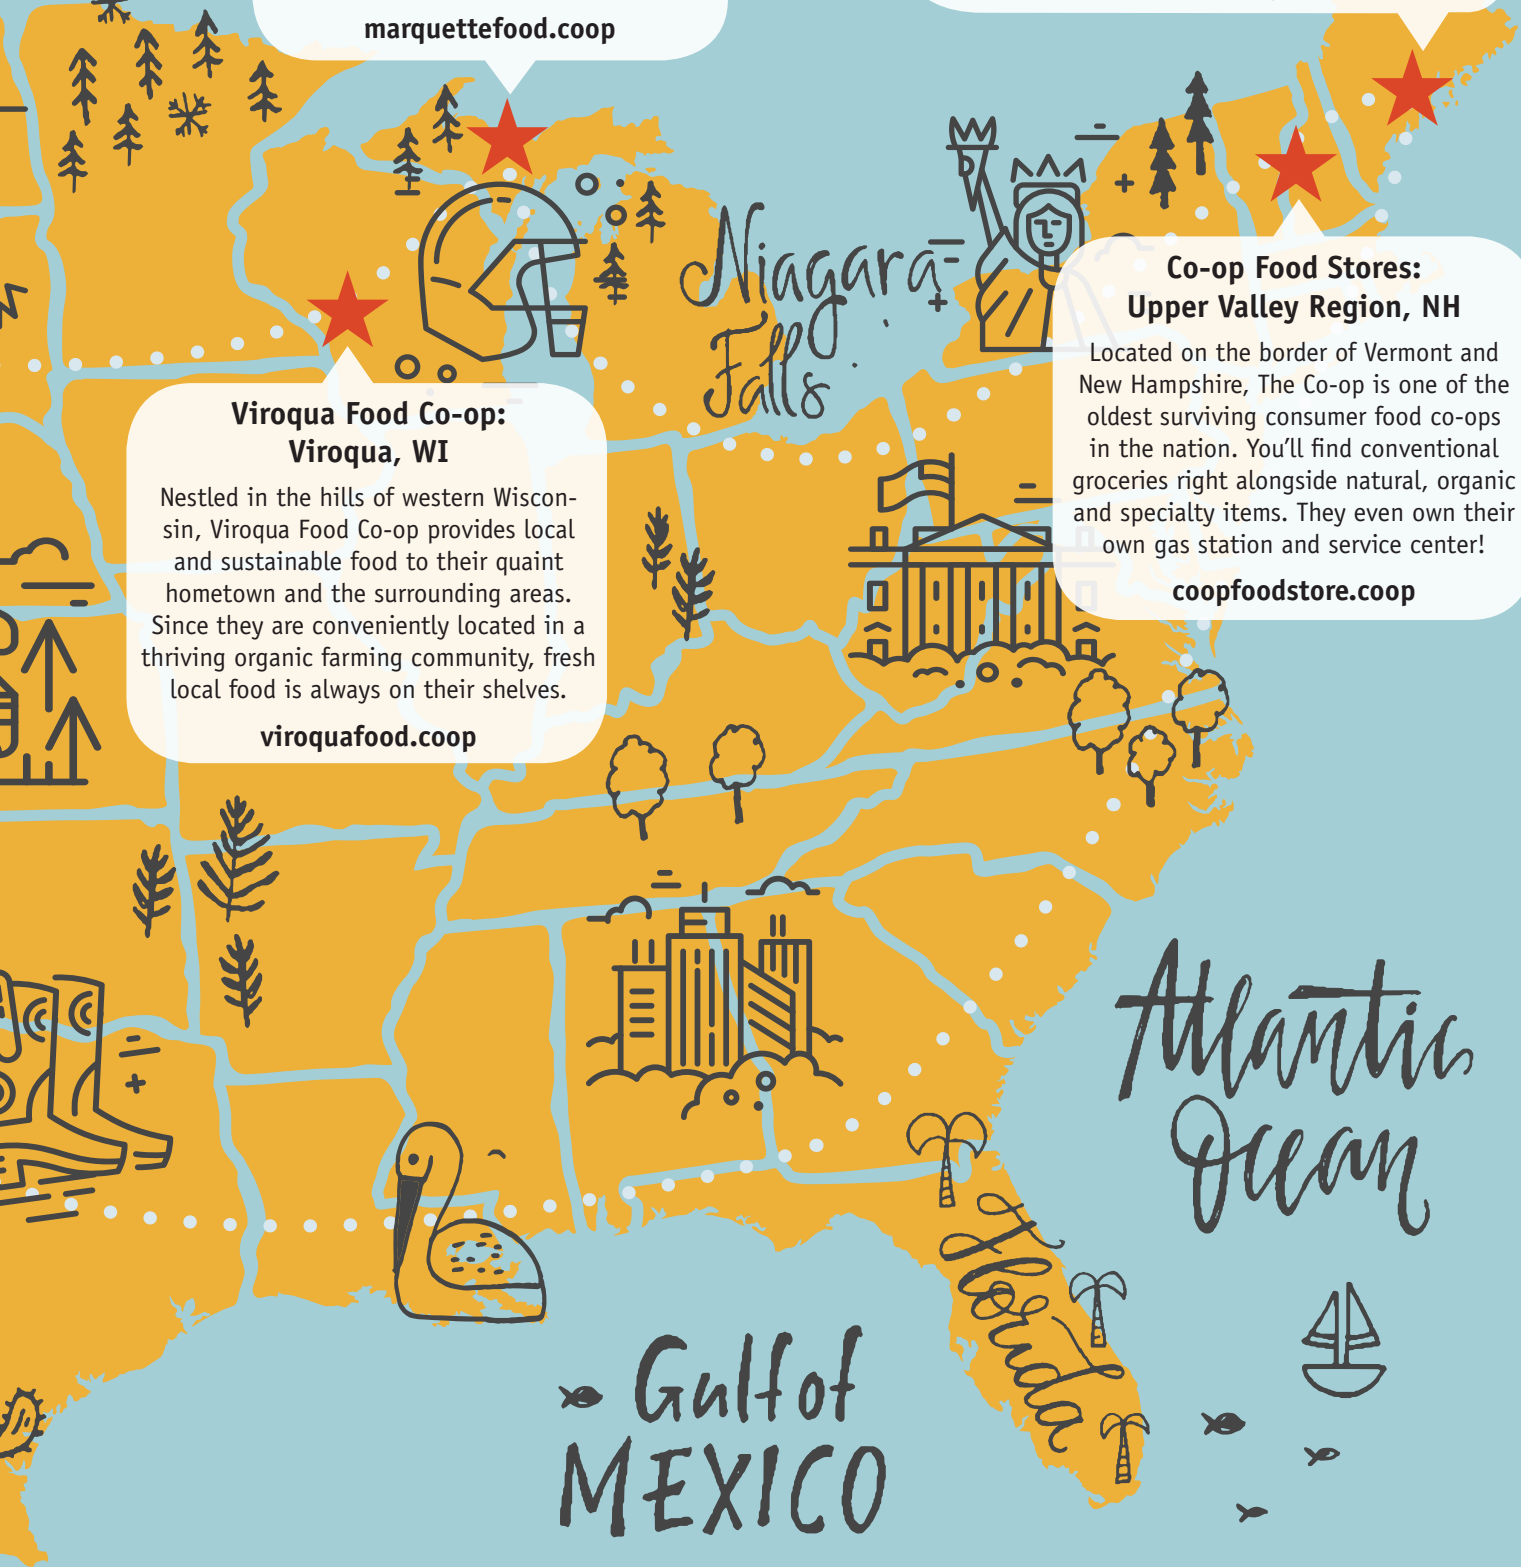 marquettefood.coop
Niagara
Falls
Co-op Food Stores:
Upper Valley Region, NH
Located on the border of Vermont and
New Hampshire, The Co-op is one of the
oldest surviving consumer food co-ops
in the nation. You’ll find conventional
groceries right alongside natural, organic
and specialty items. They even own their
own gas station and service center!
coopfoodstore.coop
Viroqua Food Co-op:
Viroqua, WI
Nestled in the hills of western Wiscon-
sin, Viroqua Food Co-op provides local
and sustainable food to their quaint
hometown and the surrounding areas.
Since they are conveniently located in a
thriving organic farming community, fresh
local food is always on their shelves.
viroquafood.coop
Atlantic
Ocean
Florida
Gulf of
MEXICO